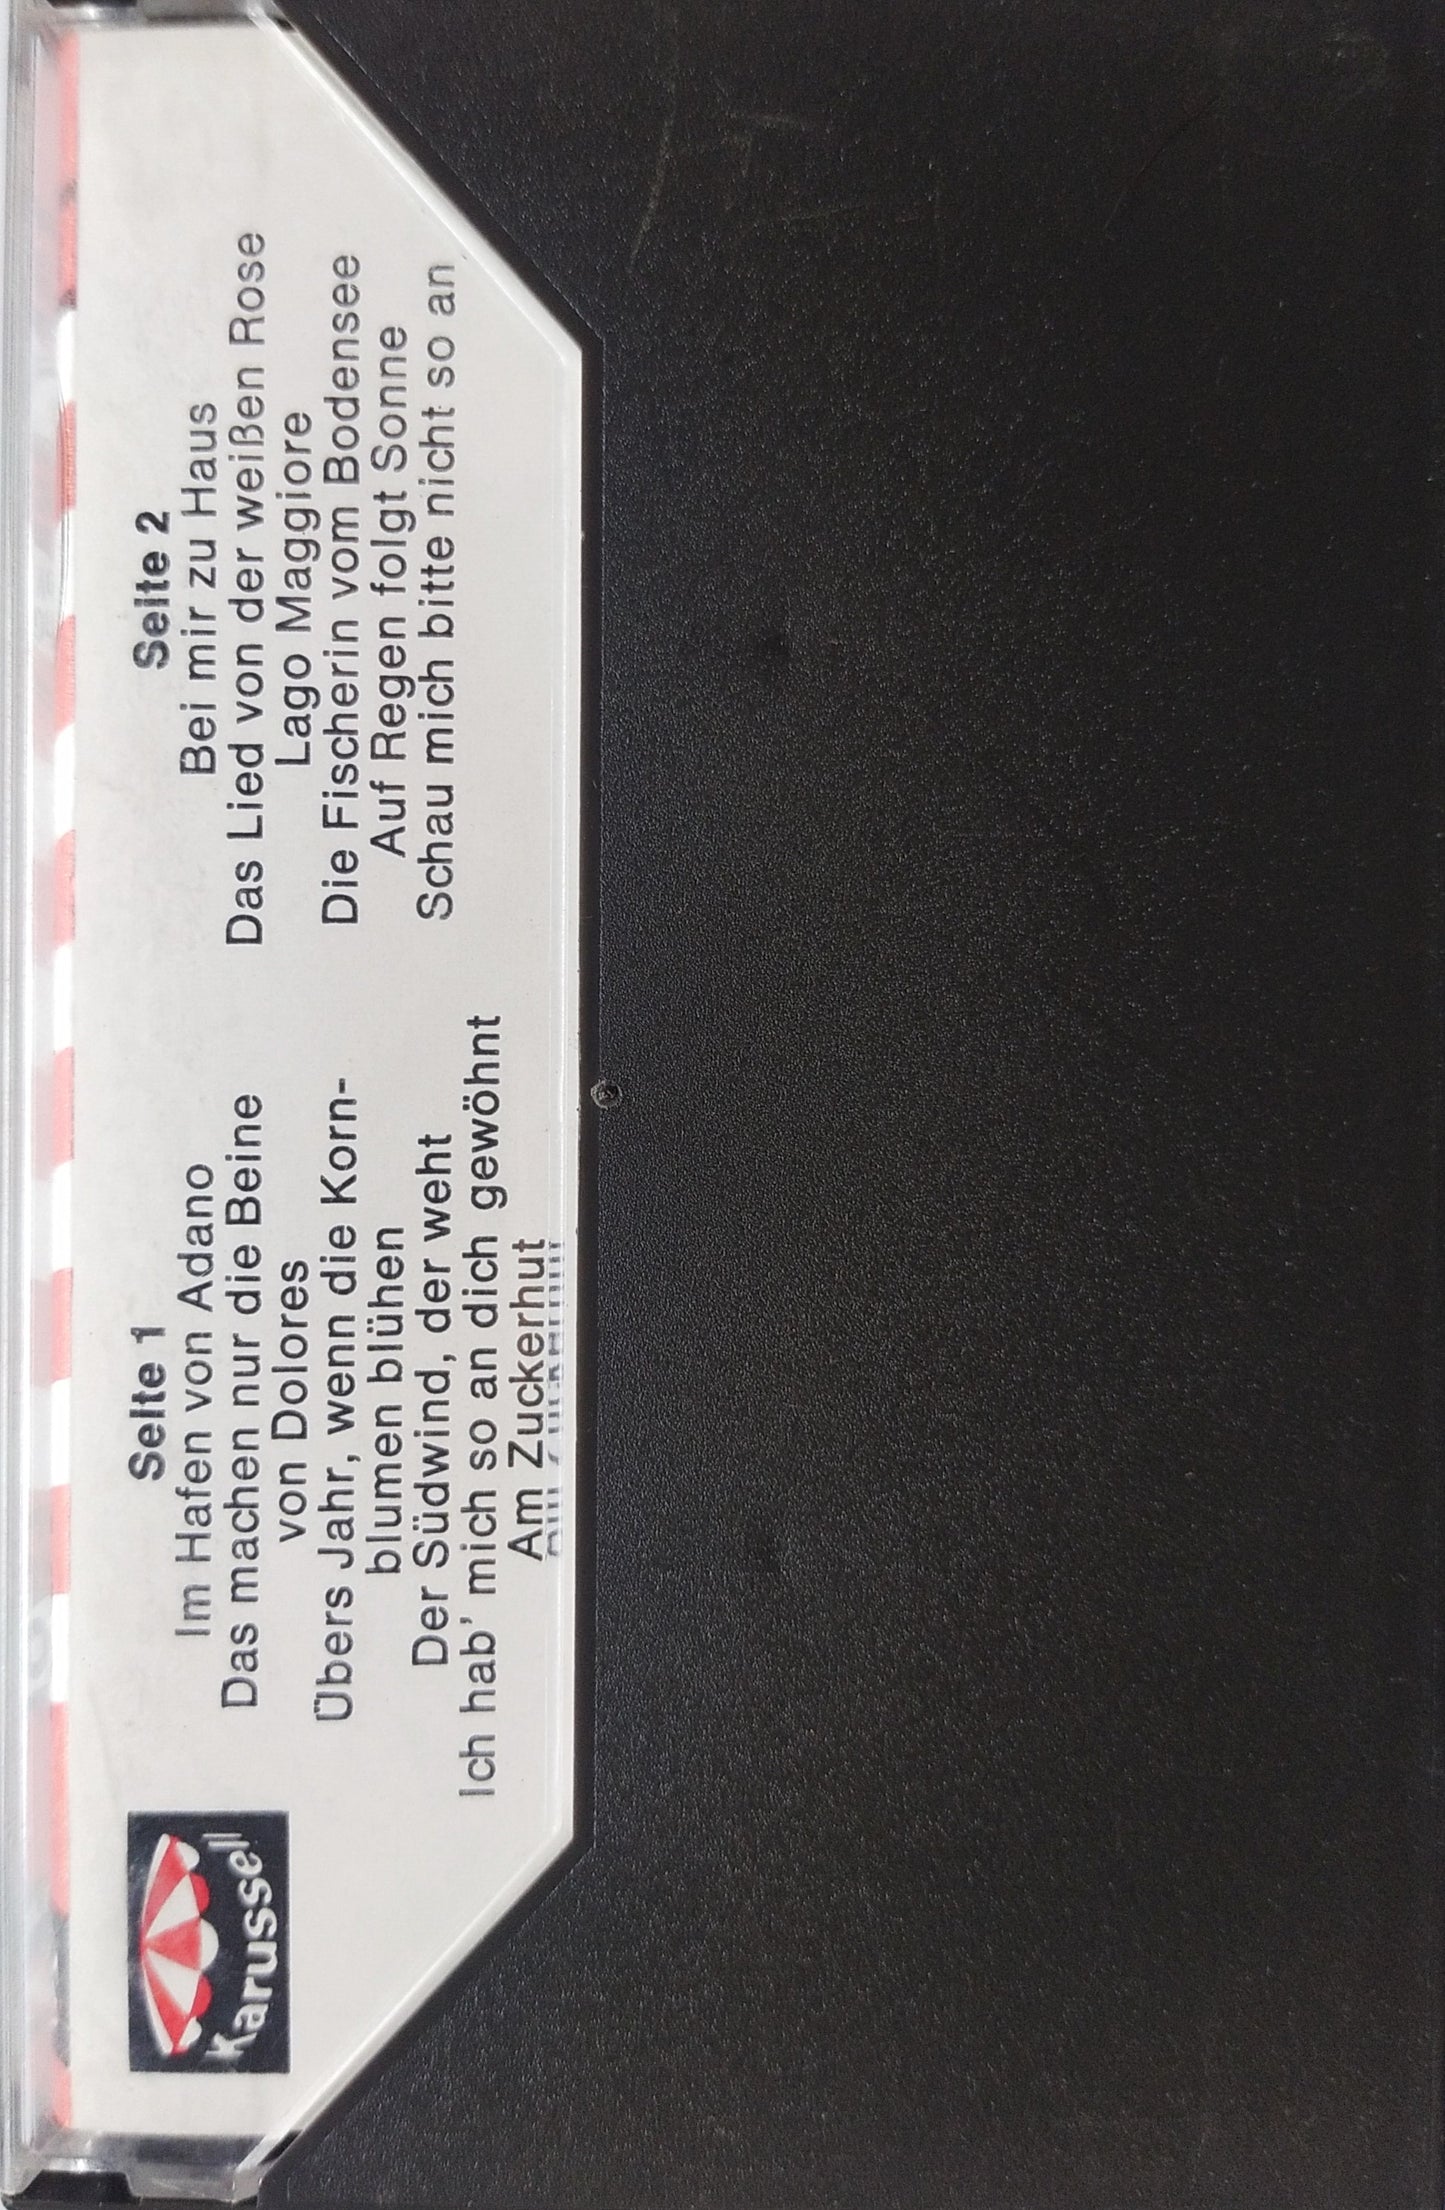 Karussell
Seite 1
Im Hafen von Adano
Das machen nur die Beine
von Dolores
Übers Jahr, wenn die Korn-
blumen blühen
Der Südwind, der weht
Ich hab' mich so an dich gewöhnt
Am Zuckerhut
Seite 2
Bei mir zu Haus
Das Lied von der weißen Rose
Lago Maggiore
Die Fischerin vom Bodensee
Auf Regen folgt Sonne
Schau mich bitte nicht so an